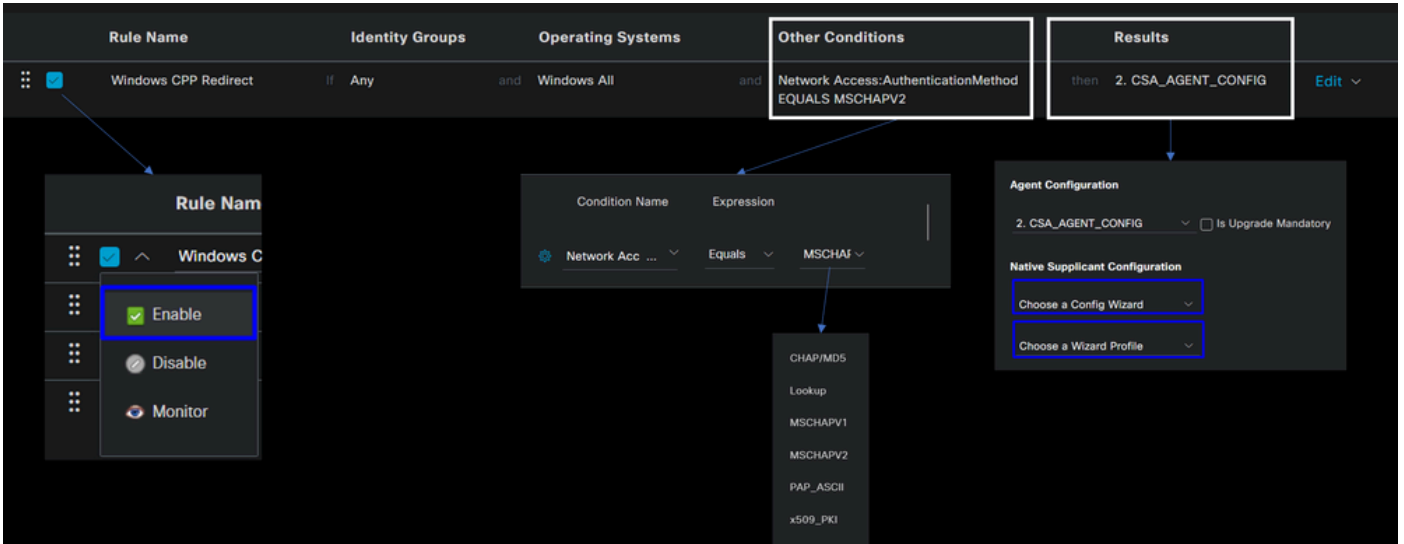 Rule Name Identity Groups Operating Systems Other Conditions Results
Windows CPP Redirect If Any and Windows All and Network Access:AuthenticationMethod then 2. CSA_AGENT_CONFIG Edit
EQUALS MSCHAPV2
Rule Nam
Windows C
Enable
Disable
Monitor
Condition Name Expression
Network Acc ... Equals MSCHAF
CHAP/MD5
Lookup
MSCHAPV1
MSCHAPV2
PAP_ASCII
x509_PKI
Agent Configuration
2. CSA_AGENT_CONFIG Is Upgrade Mandatory
Native Supplicant Configuration
Choose a Config Wizard
Choose a Wizard Profile